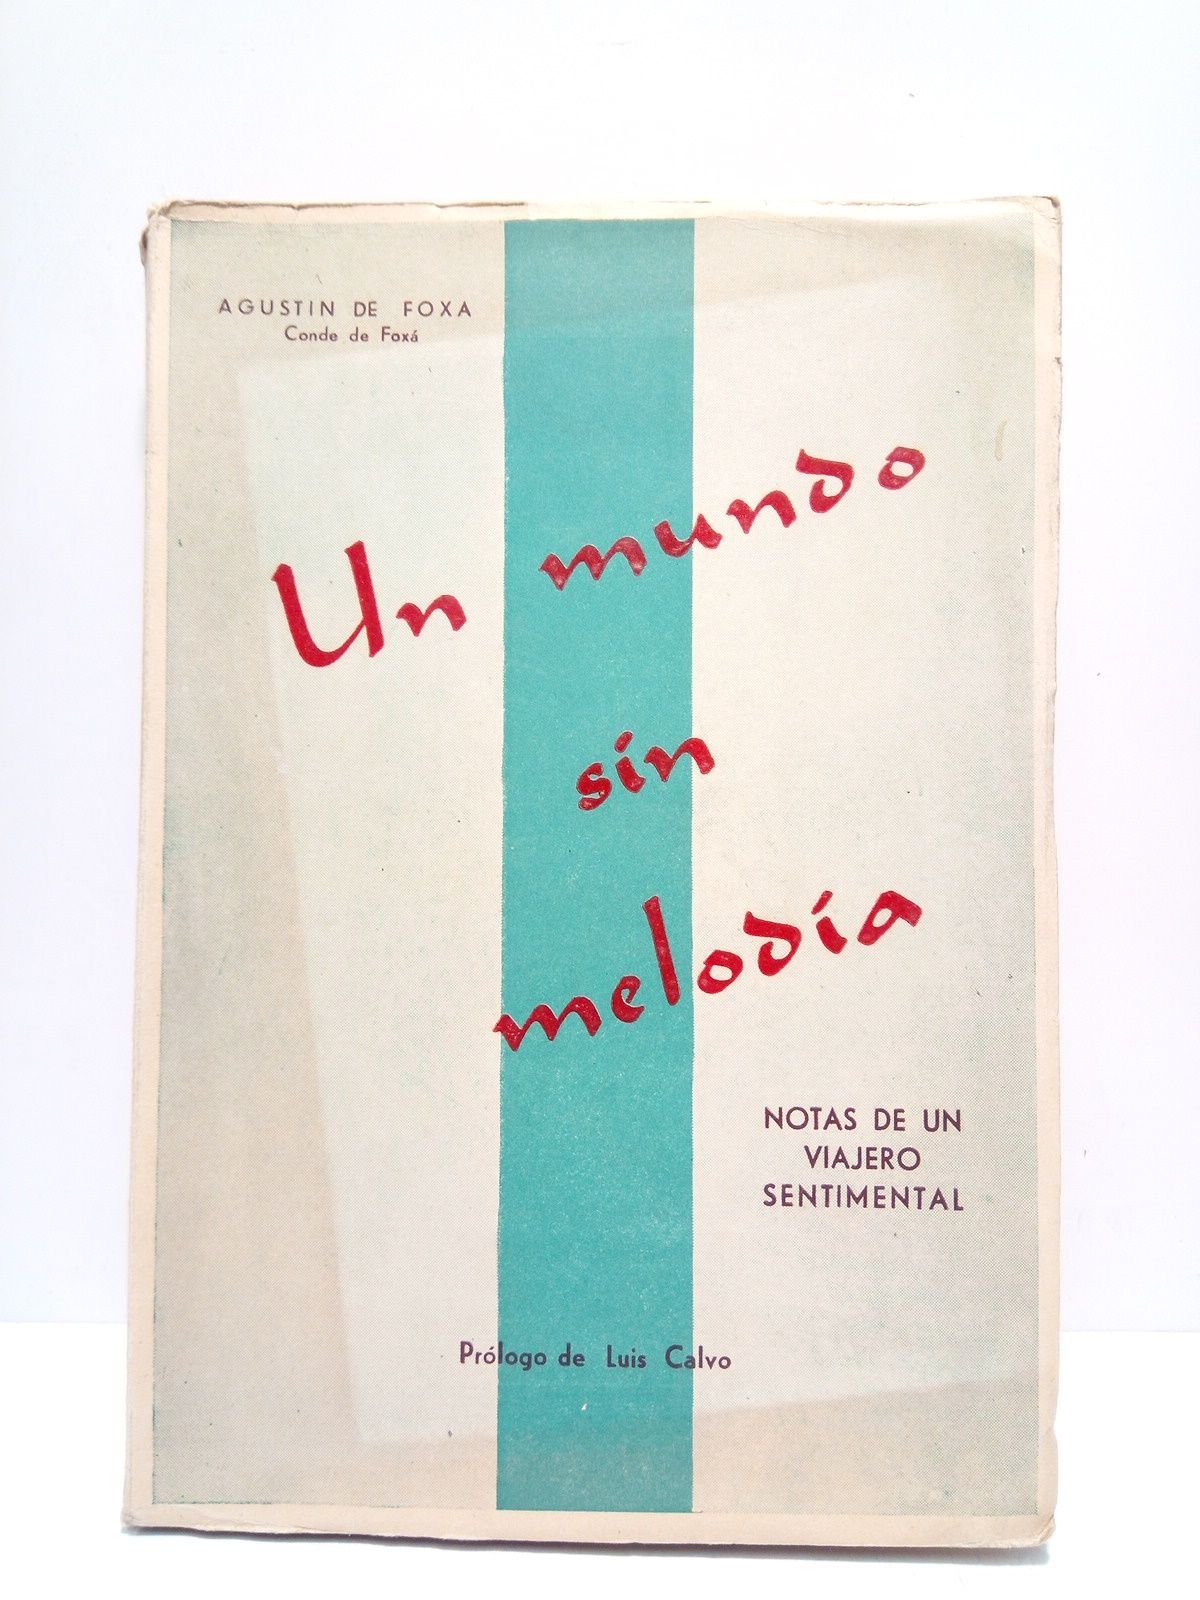 AGUSTIN DE FOXA
Conde de Foxá
Un mundo
sin
melodía
NOTAS DE UN
VIAJERO
SENTIMENTAL
Prólogo de Luis Calvo